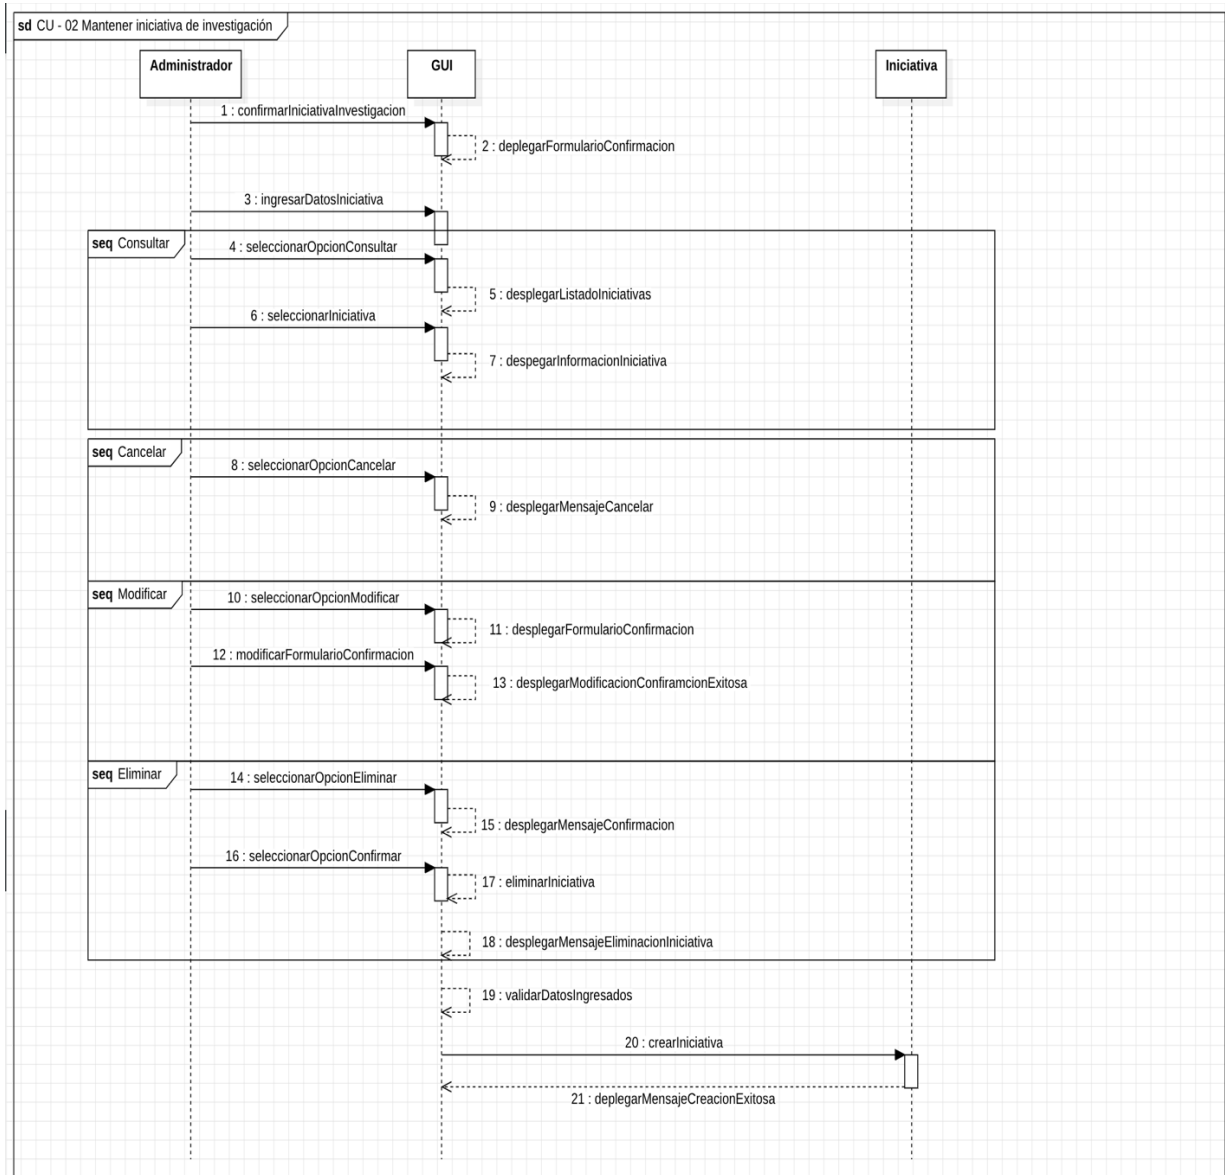 sd CU - 02 Mantener iniciativa de investigación
Administrador
GUI
Iniciativa
1 : confirmarIniciativaInvestigacion
2 : deplegarFormularioConfirmacion
3 : ingresarDatosIniciativa
seq Consultar
4 : seleccionarOpcionConsultar
5 : desplegarListadoIniciativas
6 : seleccionarIniciativa
7 : despegarInformacionIniciativa
seq Cancelar
8 : seleccionarOpcionCancelar
9 : desplegarMensajeCancelar
seq Modificar
10 : seleccionarOpcionModificar
11 : desplegarFormularioConfirmacion
12 : modificarFormularioConfirmacion
13 : desplegarModificacionConfiramcionExitosa
seq Eliminar
14 : seleccionarOpcionEliminar
15 : desplegarMensajeConfirmacion
16 : seleccionarOpcionConfirmar
17 : eliminarIniciativa
18 : desplegarMensajeEliminacionIniciativa
19 : validarDatosIngresados
20 : crearIniciativa
21 : deplegarMensajeCreacionExitosa